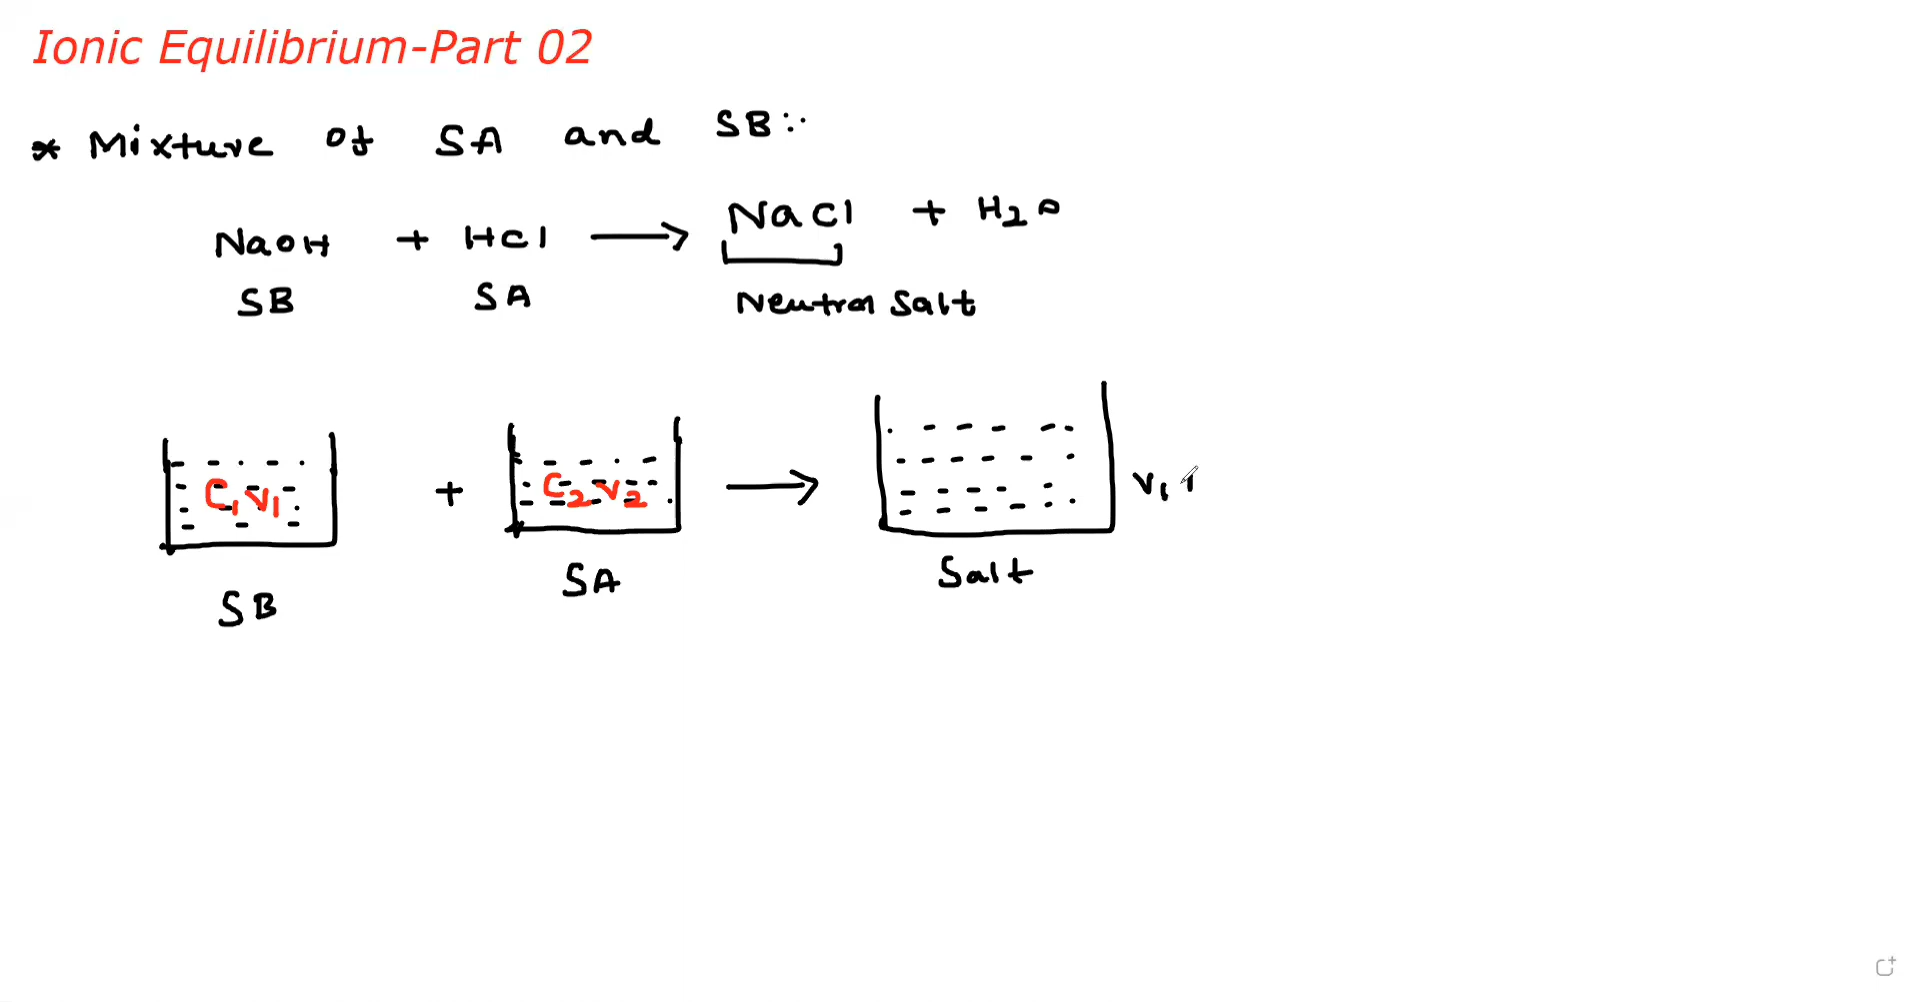 Ionic Equilibrium-Part 02
* Mixture of SA and SB:-
NaOH + HCl ⟶ NaCl + H2O
SB SA Neutral Salt
C1V1 + C2V2 ⟶ V1 +
SB SA Salt